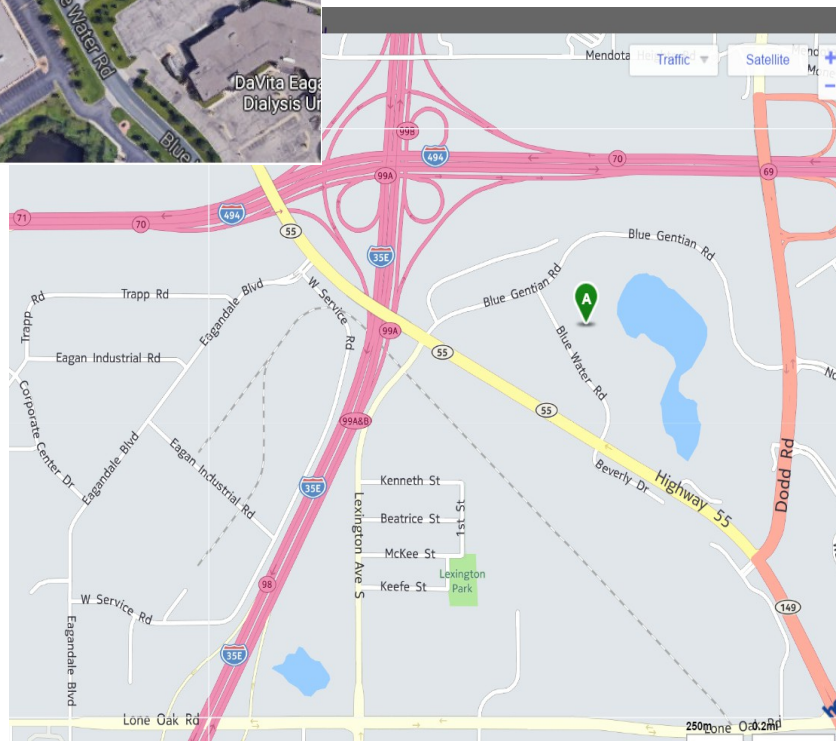 Water Rd
DaVita Eaga
Dialysis Un
Blue
Mendota
Traffic
Satellite
+
-
99B
494
70
99A
69
71
70
494
55
35E
Blue Gentian Rd
Trapp Rd
Trapp Rd
Eagandale Blvd
W Service Rd
Blue Gentian Rd
A
99A
55
Eagan Industrial Rd
Blue Water Rd
Corporate Center Dr
55
99A&B
Eagandale Blvd
Eagan Industrial Rd
Beverly Dr
Highway 55
Dodd Rd
35E
Kenneth St
Lexington Ave S
Beatrice St
1st St
McKee St
Lexington
Park
Keefe St
98
W Service Rd
149
Eagandale Blvd
35E
Lone Oak Rd
250m
0.2mi
Lone Oak Rd